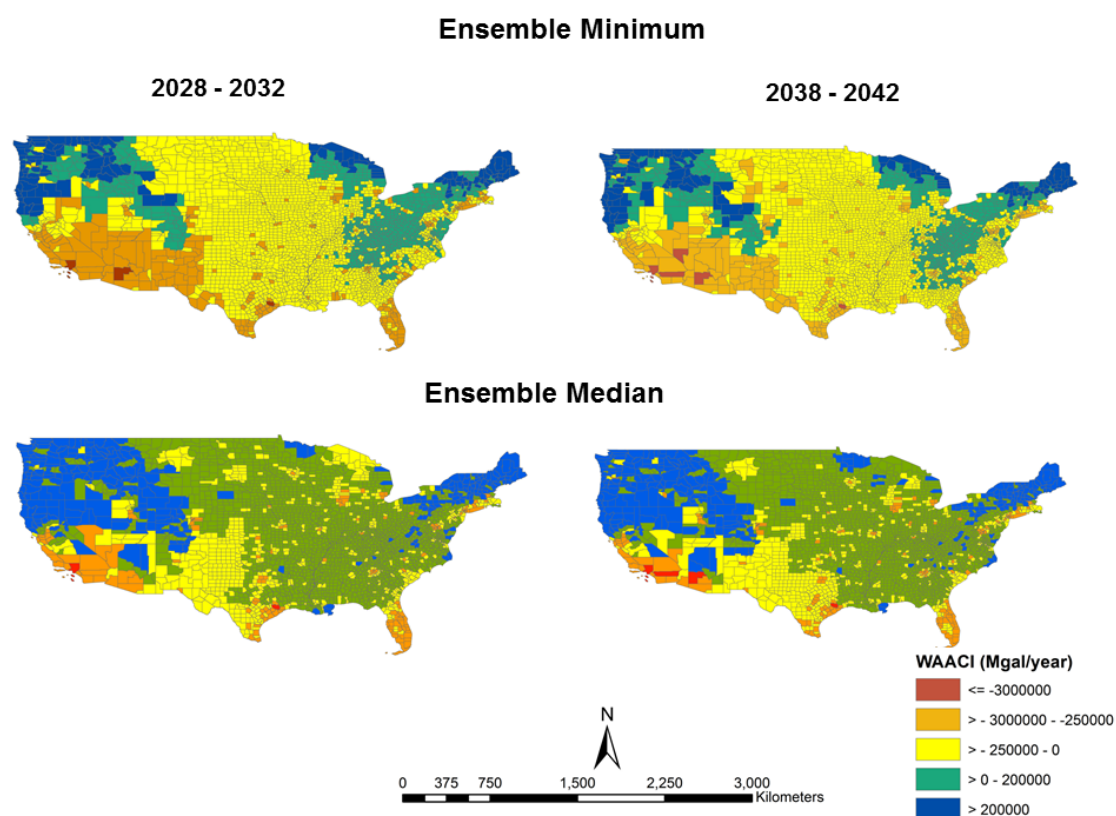 Ensemble Minimum
2028 - 2032
2038 - 2042
Ensemble Median
WAACI (Mgal/year)
<= -3000000
> - 3000000 - -250000
> - 250000 - 0
> 0 - 200000
> 200000
N
0 375 750 1,500 2,250 3,000
Kilometers